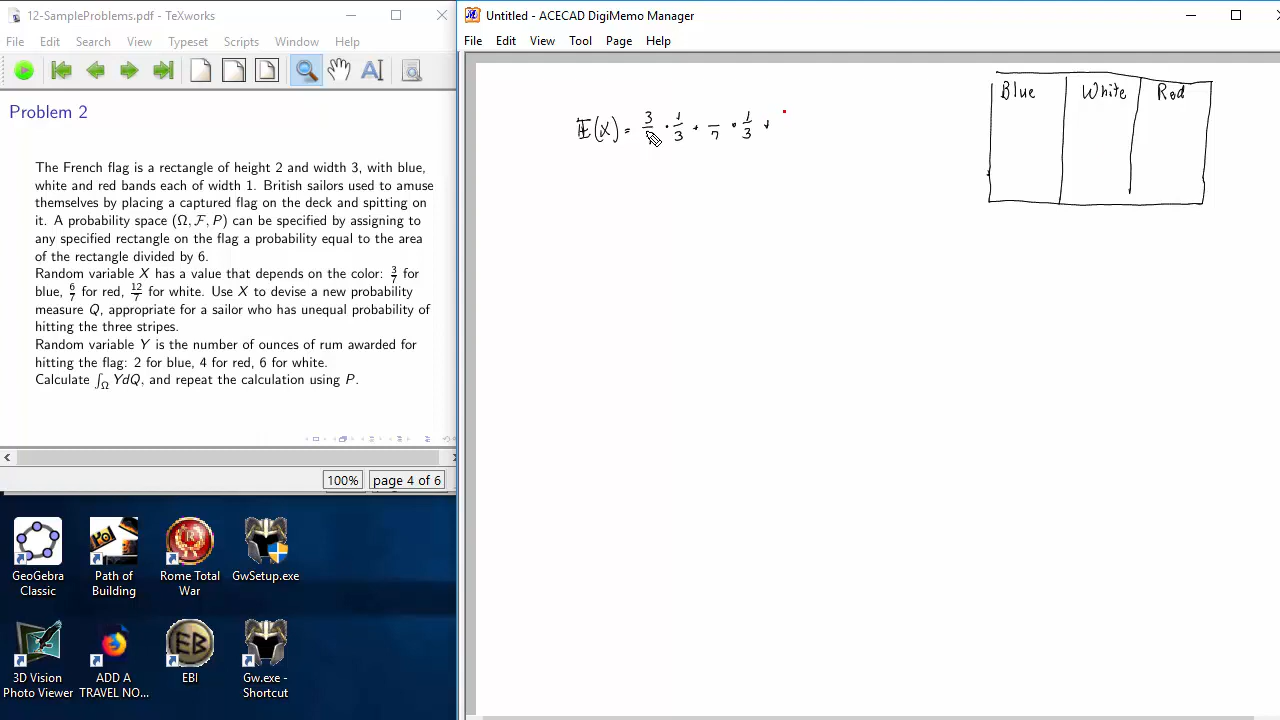 12-SampleProblems.pdf - TeXworks
File Edit Search View Typeset Scripts Window Help
Problem 2
The French flag is a rectangle of height 2 and width 3, with blue,
white and red bands each of width 1. British sailors used to amuse
themselves by placing a captured flag on the deck and spitting on
it. A probability space (Ω, F, P) can be specified by assigning to
any specified rectangle on the flag a probability equal to the area
of the rectangle divided by 6.
Random variable X has a value that depends on the color: 3/7 for
blue, 6/7 for red, 12/7 for white. Use X to devise a new probability
measure Q, appropriate for a sailor who has unequal probability of
hitting the three stripes.
Random variable Y is the number of ounces of rum awarded for
hitting the flag: 2 for blue, 4 for red, 6 for white.
Calculate ∫_Ω YdQ, and repeat the calculation using P.
100% page 4 of 6
GeoGebra Classic
Path of Building
Rome Total War
GwSetup.exe
3D Vision Photo Viewer
ADD A TRAVEL NO...
EBI
Gw.exe - Shortcut
Untitled - ACECAD DigiMemo Manager
File Edit View Tool Page Help
E(X) = 3/7 · 1/3 + /7 · 1/3 +
Blue White Red